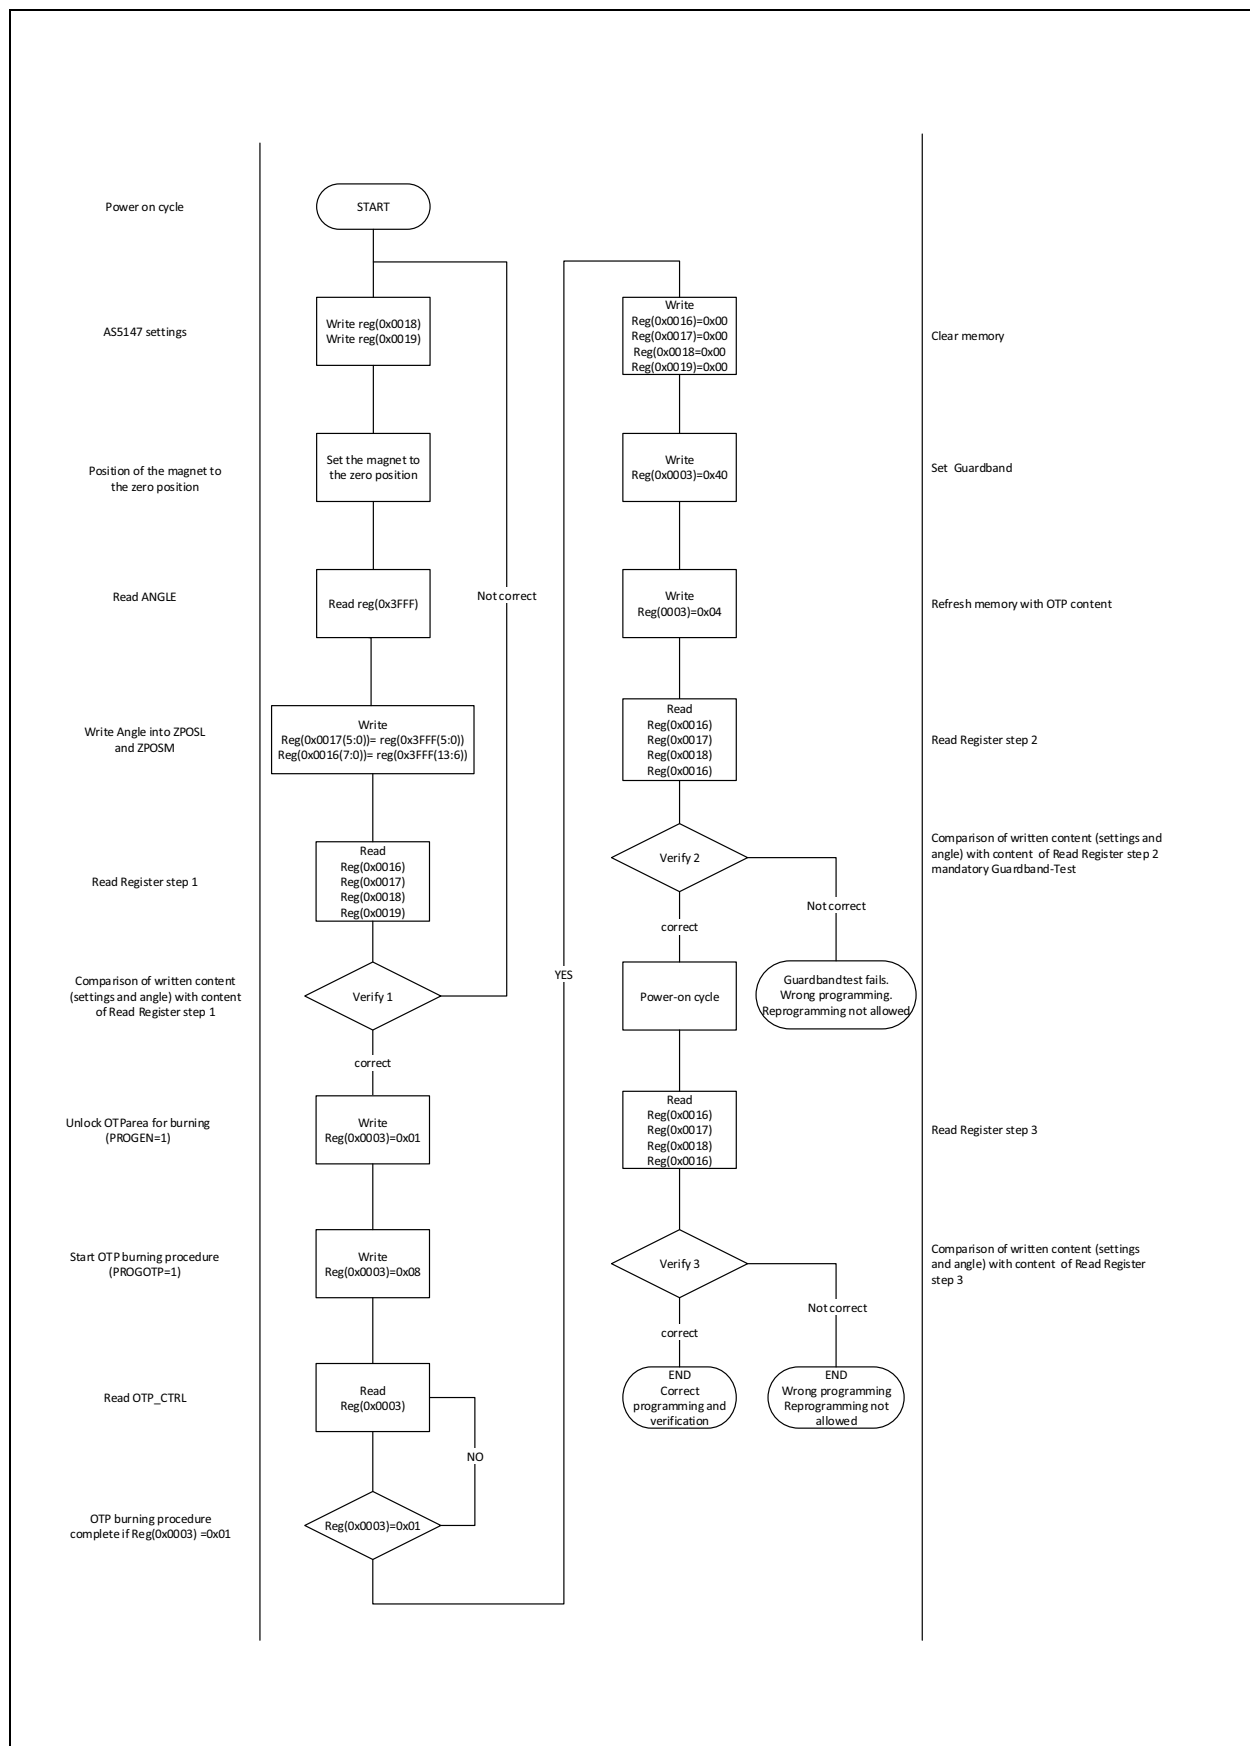 Power on cycle
START
AS5147 settings
Write reg(0x0018)
Write reg(0x0019)
Position of the magnet to
the zero position
Set the magnet to
the zero position
Read ANGLE
Read reg(0x3FFF)
Not correct
Write Angle into ZPOSL
and ZPOSM
Write
Reg(0x0017(5:0))= reg(0x3FFF(5:0))
Reg(0x0016(7:0))= reg(0x3FFF(13:6))
Read Register step 1
Read
Reg(0x0016)
Reg(0x0017)
Reg(0x0018)
Reg(0x0019)
Comparison of written content
(settings and angle) with content
of Read Register step 1
Verify 1
correct
Unlock OTParea for burning
(PROGEN=1)
Write
Reg(0x0003)=0x01
Start OTP burning procedure
(PROGOTP=1)
Write
Reg(0x0003)=0x08
Read OTP_CTRL
Read
Reg(0x0003)
NO
OTP burning procedure
complete if Reg(0x0003) =0x01
Reg(0x0003)=0x01
YES
Write
Reg(0x0016)=0x00
Reg(0x0017)=0x00
Reg(0x0018=0x00
Reg(0x0019)=0x00
Clear memory
Write
Reg(0x0003)=0x40
Set Guardband
Write
Reg(0003)=0x04
Refresh memory with OTP content
Read
Reg(0x0016)
Reg(0x0017)
Reg(0x0018)
Reg(0x0016)
Read Register step 2
Verify 2
Comparison of written content (settings and
angle) with content of Read Register step 2
mandatory Guardband-Test
Not correct
correct
Guardbandtest fails.
Wrong programming.
Reprogramming not allowed
Power-on cycle
Read
Reg(0x0016)
Reg(0x0017)
Reg(0x0018)
Reg(0x0016)
Read Register step 3
Verify 3
Comparison of written content (settings
and angle) with content of Read Register
step 3
Not correct
correct
END
Correct
programming and
verification
END
Wrong programming
Reprogramming not
allowed